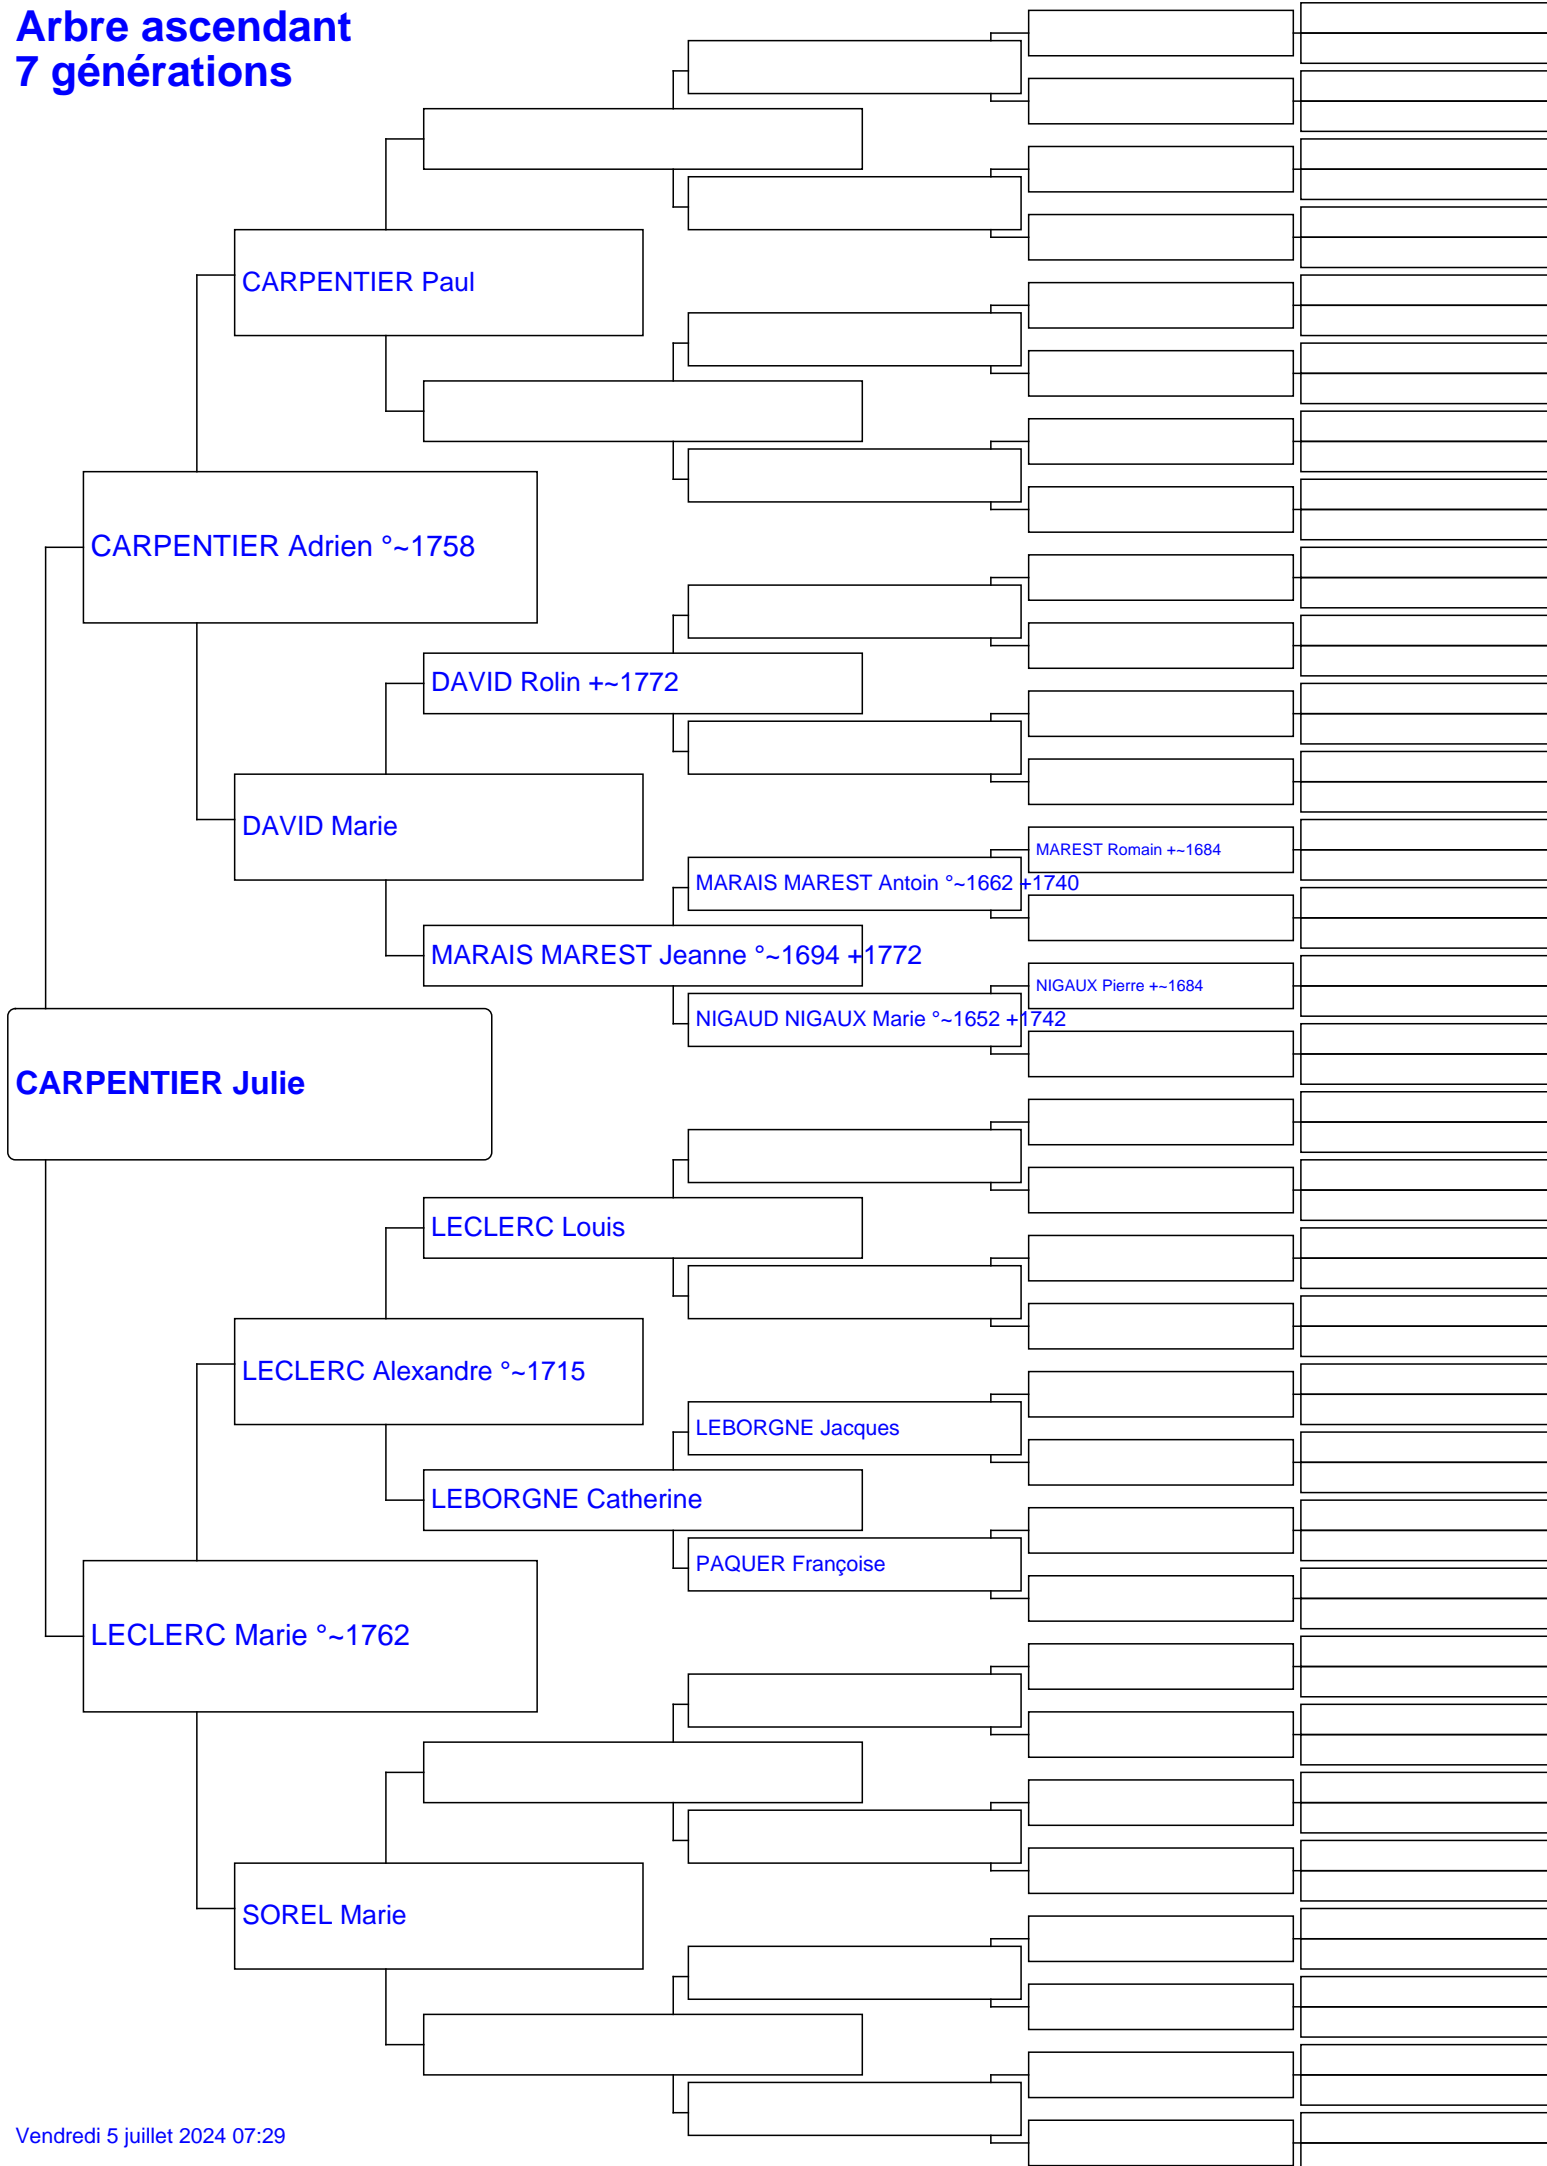 Arbre ascendant
7 générations
CARPENTIER Paul
CARPENTIER Adrien °~1758
DAVID Rolin +~1772
DAVID Marie
MAREST Romain +~1684
MARAIS MAREST Antoin °~1662 +1740
MARAIS MAREST Jeanne °~1694 +1772
NIGAUX Pierre +~1684
NIGAUD NIGAUX Marie °~1652 +1742
CARPENTIER Julie
LECLERC Louis
LECLERC Alexandre °~1715
LEBORGNE Jacques
LEBORGNE Catherine
PAQUER Françoise
LECLERC Marie °~1762
SOREL Marie
Vendredi 5 juillet 2024 07:29